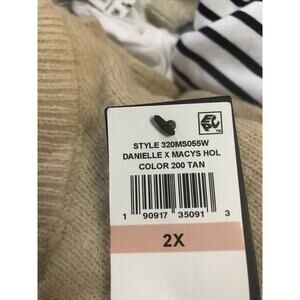 STYLE 320MS055W
DANIELLE X MACYS HOL
COLOR 200 TAN
1 90917 35091 3
2X